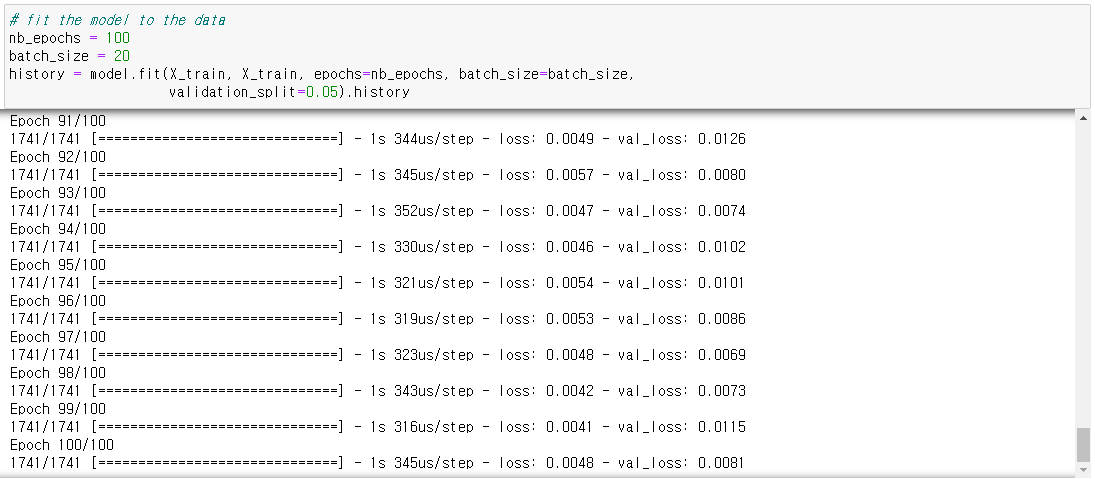 # fit the model to the data
nb_epochs = 100
batch_size = 20
history = model.fit(X_train, X_train, epochs=nb_epochs, batch_size=batch_size,
                    validation_split=0.05).history
Epoch 91/100
1741/1741 [==============================] - 1s 344us/step - loss: 0.0049 - val_loss: 0.0126
Epoch 92/100
1741/1741 [==============================] - 1s 345us/step - loss: 0.0057 - val_loss: 0.0080
Epoch 93/100
1741/1741 [==============================] - 1s 352us/step - loss: 0.0047 - val_loss: 0.0074
Epoch 94/100
1741/1741 [==============================] - 1s 330us/step - loss: 0.0046 - val_loss: 0.0102
Epoch 95/100
1741/1741 [==============================] - 1s 321us/step - loss: 0.0054 - val_loss: 0.0101
Epoch 96/100
1741/1741 [==============================] - 1s 319us/step - loss: 0.0053 - val_loss: 0.0086
Epoch 97/100
1741/1741 [==============================] - 1s 323us/step - loss: 0.0048 - val_loss: 0.0069
Epoch 98/100
1741/1741 [==============================] - 1s 343us/step - loss: 0.0042 - val_loss: 0.0073
Epoch 99/100
1741/1741 [==============================] - 1s 316us/step - loss: 0.0041 - val_loss: 0.0115
Epoch 100/100
1741/1741 [==============================] - 1s 345us/step - loss: 0.0048 - val_loss: 0.0081